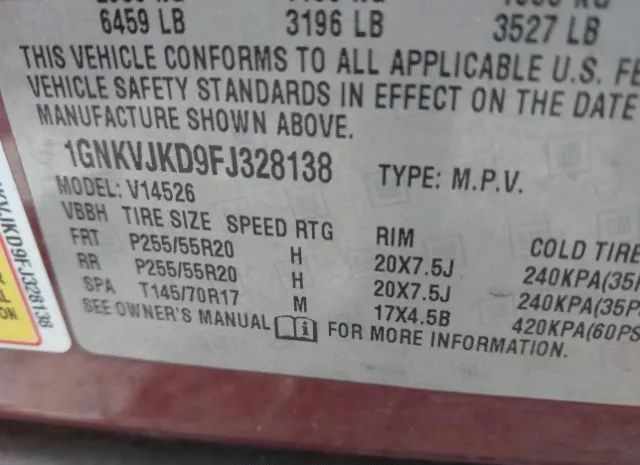 6459 LB 3196 LB 3527 LB
THIS VEHICLE CONFORMS TO ALL APPLICABLE U.S. FE
VEHICLE SAFETY STANDARDS IN EFFECT ON THE DATE
MANUFACTURE SHOWN ABOVE.
1GNKVJKD9FJ328138 TYPE: M.P.V.
MODEL: V14526
VBBH TIRE SIZE SPEED RTG RIM COLD TIRE
FRT P255/55R20 H 20X7.5J 240KPA(35P
RR P255/55R20 H 20X7.5J 240KPA(35P
SPA T145/70R17 M 17X4.5B 420KPA(60PS
SEE OWNER'S MANUAL FOR MORE INFORMATION.
KVJKD9FJ328138